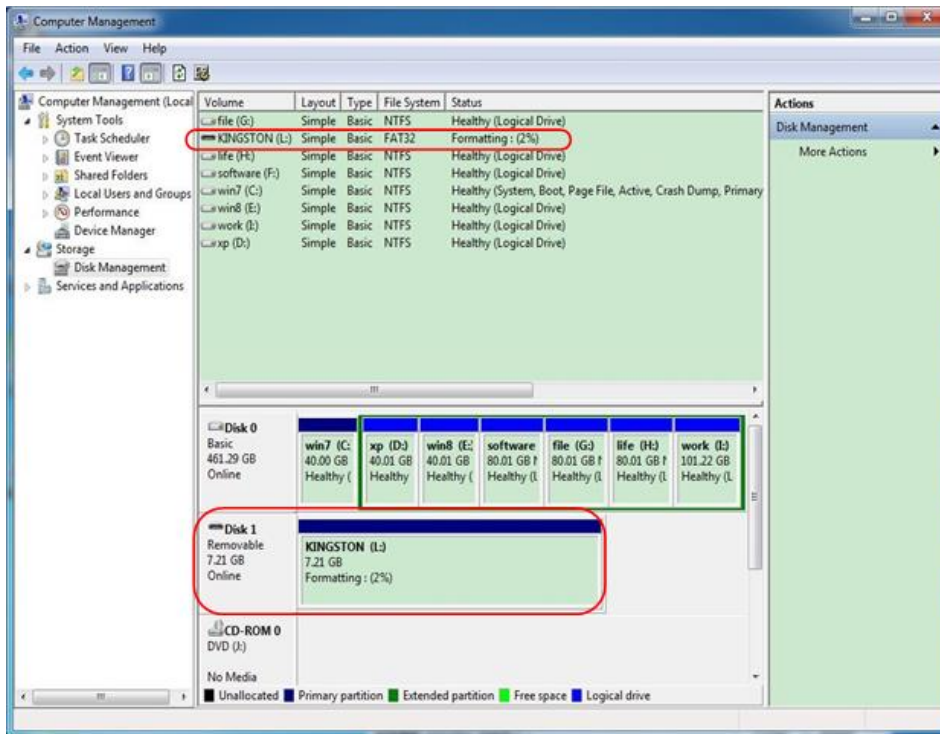 Computer Management
File Action View Help
Computer Management (Local
System Tools
Task Scheduler
Event Viewer
Shared Folders
Local Users and Groups
Performance
Device Manager
Storage
Disk Management
Services and Applications
Volume Layout Type File System Status
file (G:) Simple Basic NTFS Healthy (Logical Drive)
KINGSTON (L:) Simple Basic FAT32 Formatting : (2%)
life (H:) Simple Basic NTFS Healthy (Logical Drive)
software (F:) Simple Basic NTFS Healthy (Logical Drive)
win7 (C:) Simple Basic NTFS Healthy (System, Boot, Page File, Active, Crash Dump, Primary
win8 (E:) Simple Basic NTFS Healthy (Logical Drive)
work (I:) Simple Basic NTFS Healthy (Logical Drive)
xp (D:) Simple Basic NTFS Healthy (Logical Drive)
Actions
Disk Management
More Actions
Disk 0
Basic
461.29 GB
Online
win7 (C:
40.00 GB
Healthy (
xp (D:)
40.01 GB
Healthy
win8 (E:
40.01 GB
Healthy (
software
80.01 GB
Healthy (L
file (G:)
80.01 GB
Healthy (L
life (H:)
80.01 GB
Healthy (L
work (I:)
101.22 GB
Healthy (L
Disk 1
Removable
7.21 GB
Online
KINGSTON (L:)
7.21 GB
Formatting : (2%)
CD-ROM 0
DVD (J:)
No Media
Unallocated Primary partition Extended partition Free space Logical drive